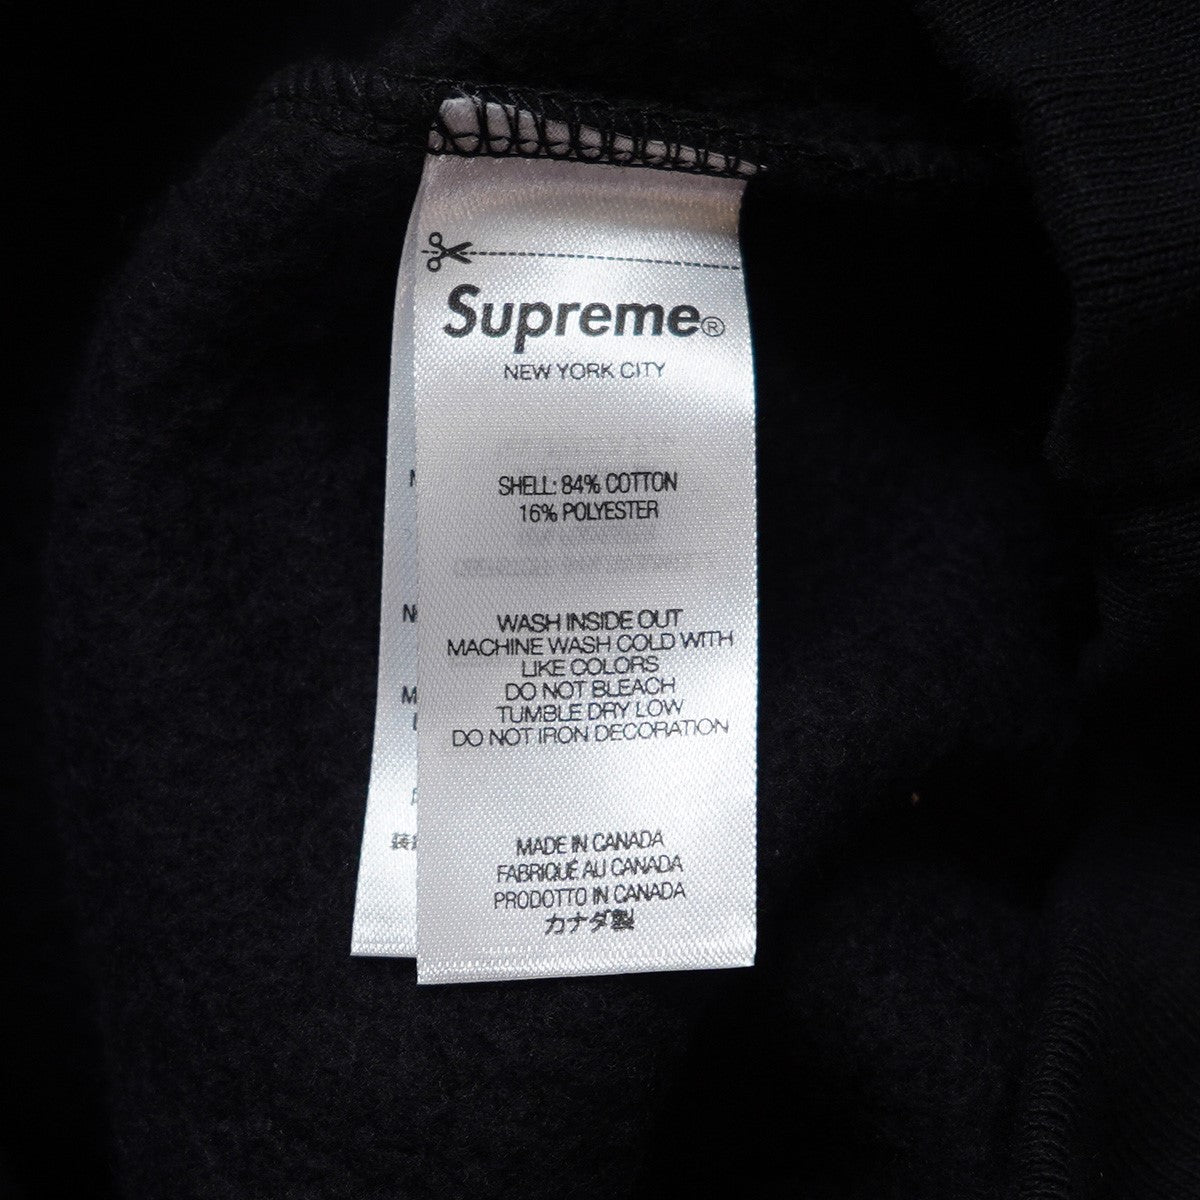 Supreme®
NEW YORK CITY
SHELL: 84% COTTON
16% POLYESTER
WASH INSIDE OUT
MACHINE WASH COLD WITH
LIKE COLORS
DO NOT BLEACH
TUMBLE DRY LOW
DO NOT IRON DECORATION
MADE IN CANADA
FABRIQUÉ AU CANADA
PRODOTTO IN CANADA
カナダ製